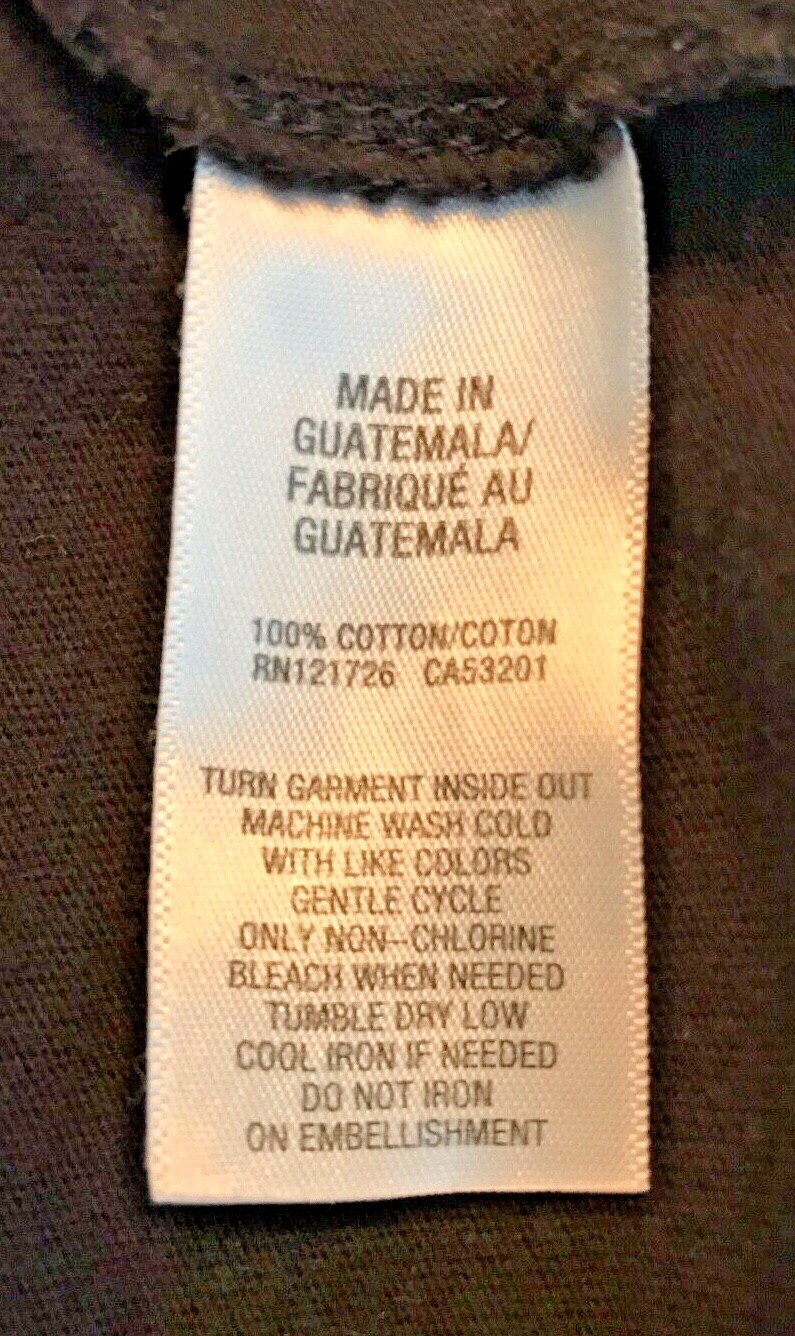 MADE IN
GUATEMALA/
FABRIQUÉ AU
GUATEMALA
100% COTTON/COTON
RN121726 CA53201
TURN GARMENT INSIDE OUT
MACHINE WASH COLD
WITH LIKE COLORS
GENTLE CYCLE
ONLY NON--CHLORINE
BLEACH WHEN NEEDED
TUMBLE DRY LOW
COOL IRON IF NEEDED
DO NOT IRON
ON EMBELLISHMENT